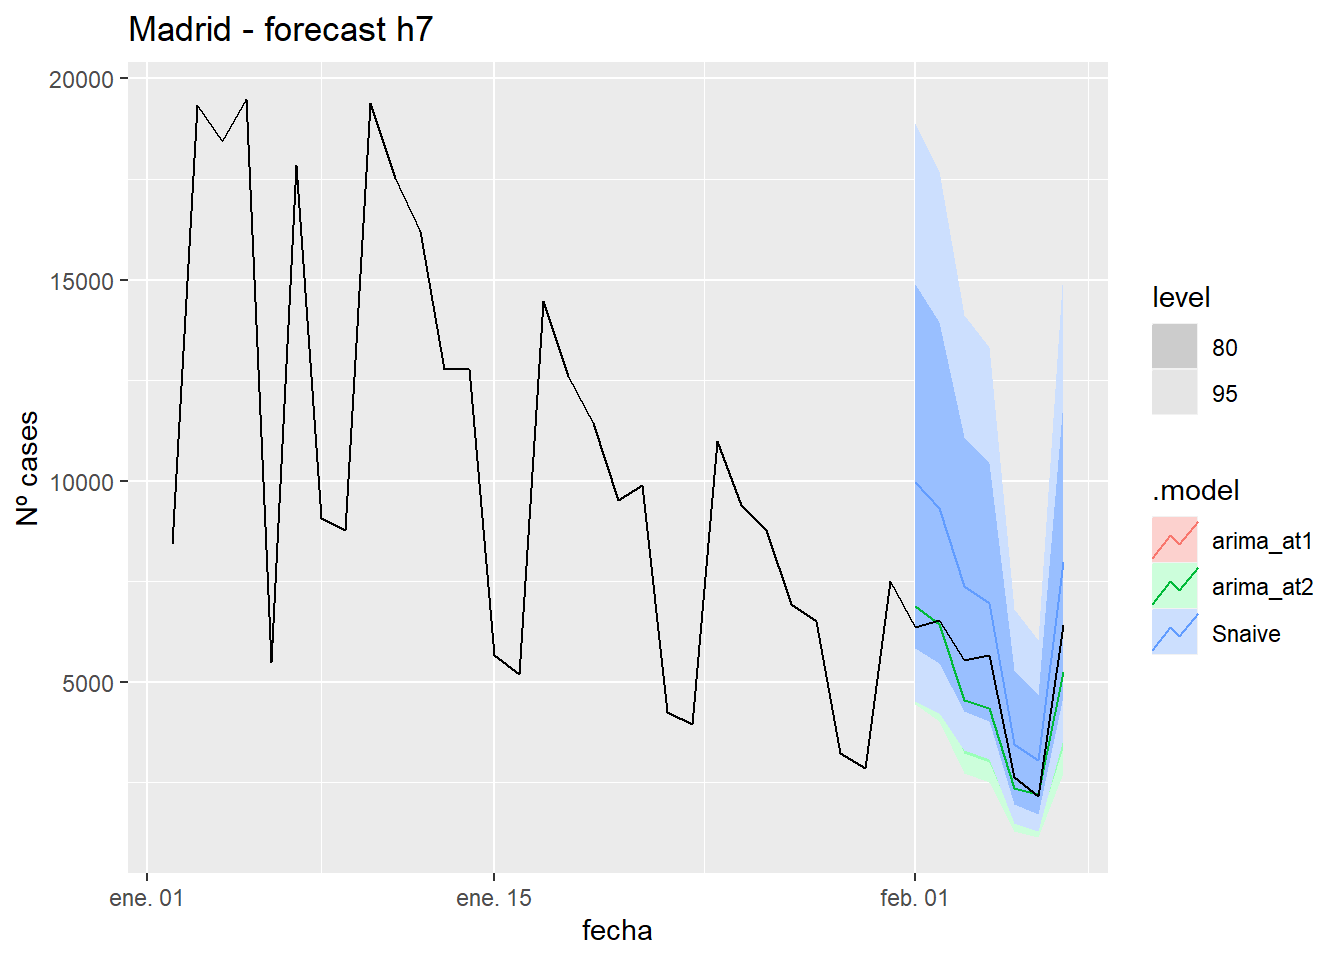 Madrid - forecast h7
20000
15000
10000
5000
Nº cases
ene. 01
ene. 15
feb. 01
fecha
level
80
95
.model
arima_at1
arima_at2
Snaive